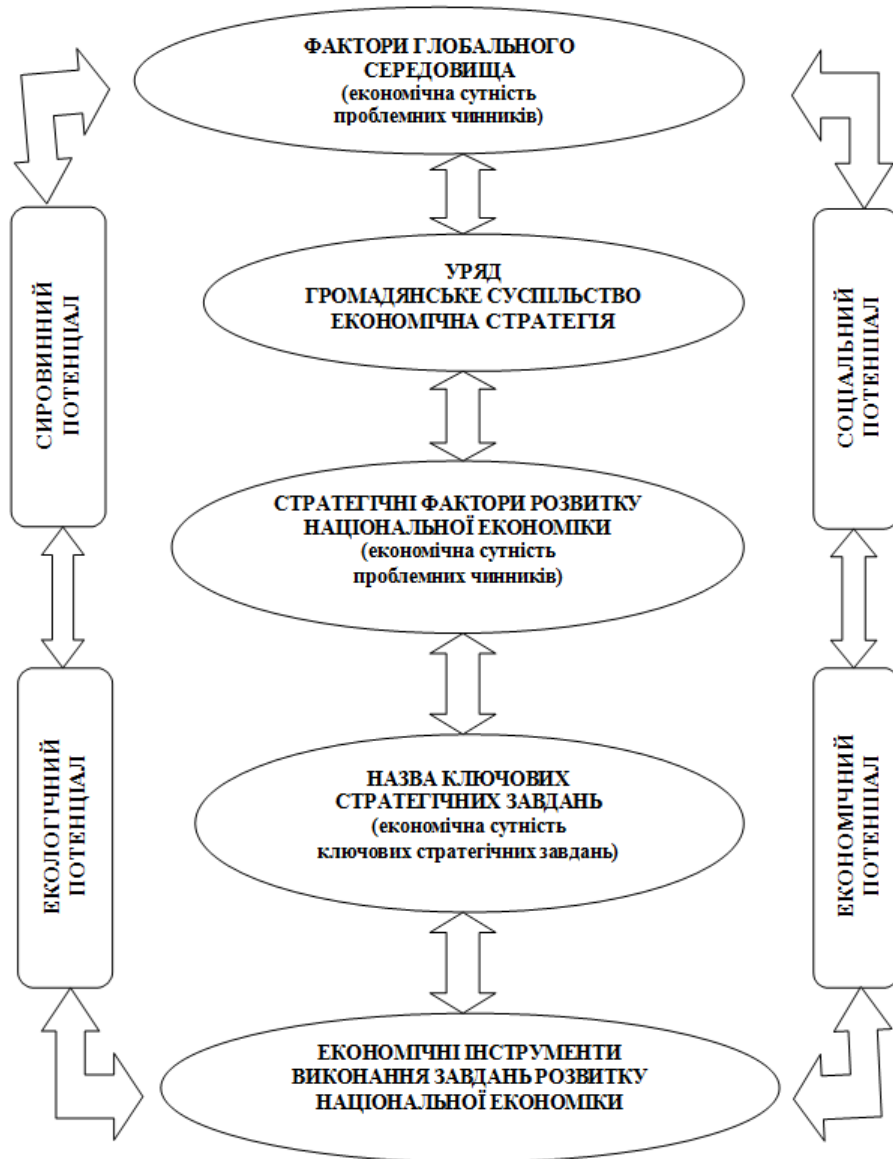 ФАКТОРИ ГЛОБАЛЬНОГО
СЕРЕДОВИЩА
(економічна сутність
проблемних чинників)
УРЯД
ГРОМАДЯНСЬКЕ СУСПІЛЬСТВО
ЕКОНОМІЧНА СТРАТЕГІЯ
СИРОВИННИЙ
ПОТЕНЦІАЛ
СОЦІАЛЬНИЙ
ПОТЕНЦІАЛ
СТРАТЕГІЧНІ ФАКТОРИ РОЗВИТКУ
НАЦІОНАЛЬНОЇ ЕКОНОМІКИ
(економічна сутність
проблемних чинників)
НАЗВА КЛЮЧОВИХ
СТРАТЕГІЧНИХ ЗАВДАНЬ
(економічна сутність
ключових стратегічних завдань)
ЕКОЛОГІЧНИЙ
ПОТЕНЦІАЛ
ЕКОНОМІЧНИЙ
ПОТЕНЦІАЛ
ЕКОНОМІЧНІ ІНСТРУМЕНТИ
ВИКОНАННЯ ЗАВДАНЬ РОЗВИТКУ
НАЦІОНАЛЬНОЇ ЕКОНОМІКИ